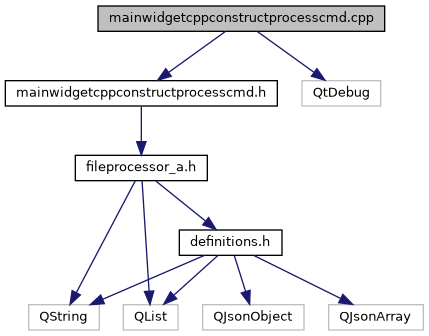 mainwidgetcppconstructprocesscmd.cpp
mainwidgetcppconstructprocesscmd.h
QtDebug
fileprocessor_a.h
definitions.h
QString
QList
QJsonObject
QJsonArray